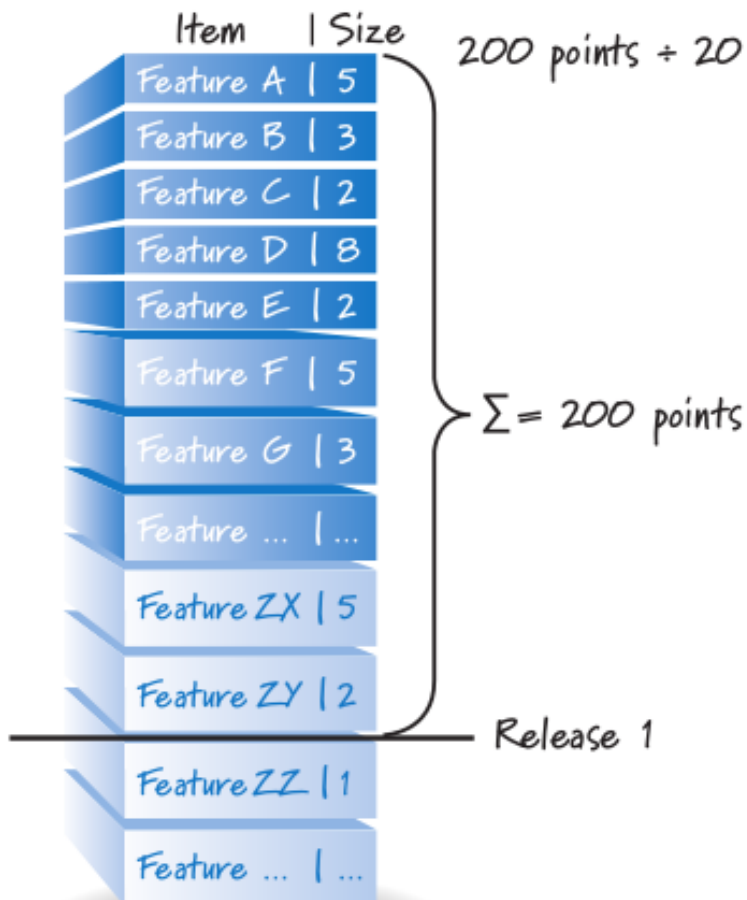 Item | Size
200 points ÷ 20
Feature A | 5
Feature B | 3
Feature C | 2
Feature D | 8
Feature E | 2
Feature F | 5
Feature G | 3
Σ = 200 points
Feature ... | ...
Feature ZX | 5
Feature ZY | 2
Release 1
Feature ZZ | 1
Feature ... | ...